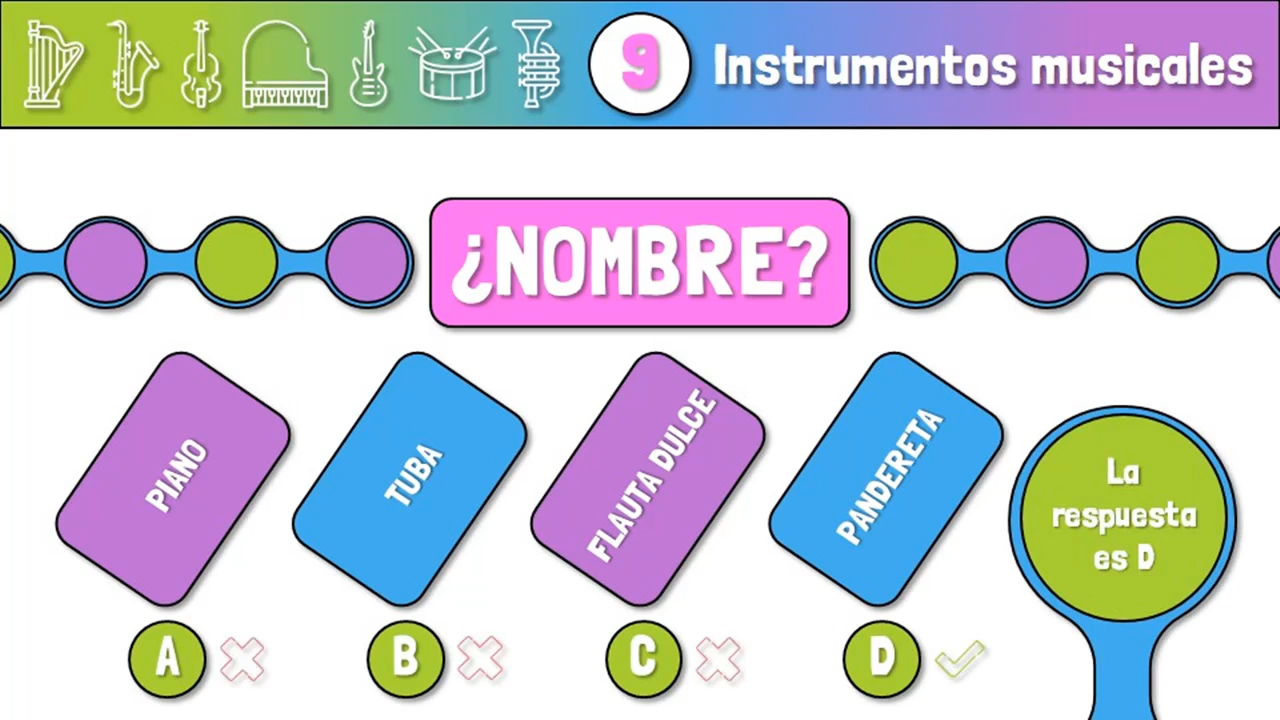 9
Instrumentos musicales
¿NOMBRE?
PIANO
TUBA
FLAUTA DULCE
PANDERETA
La
respuesta
es D
A
B
C
D